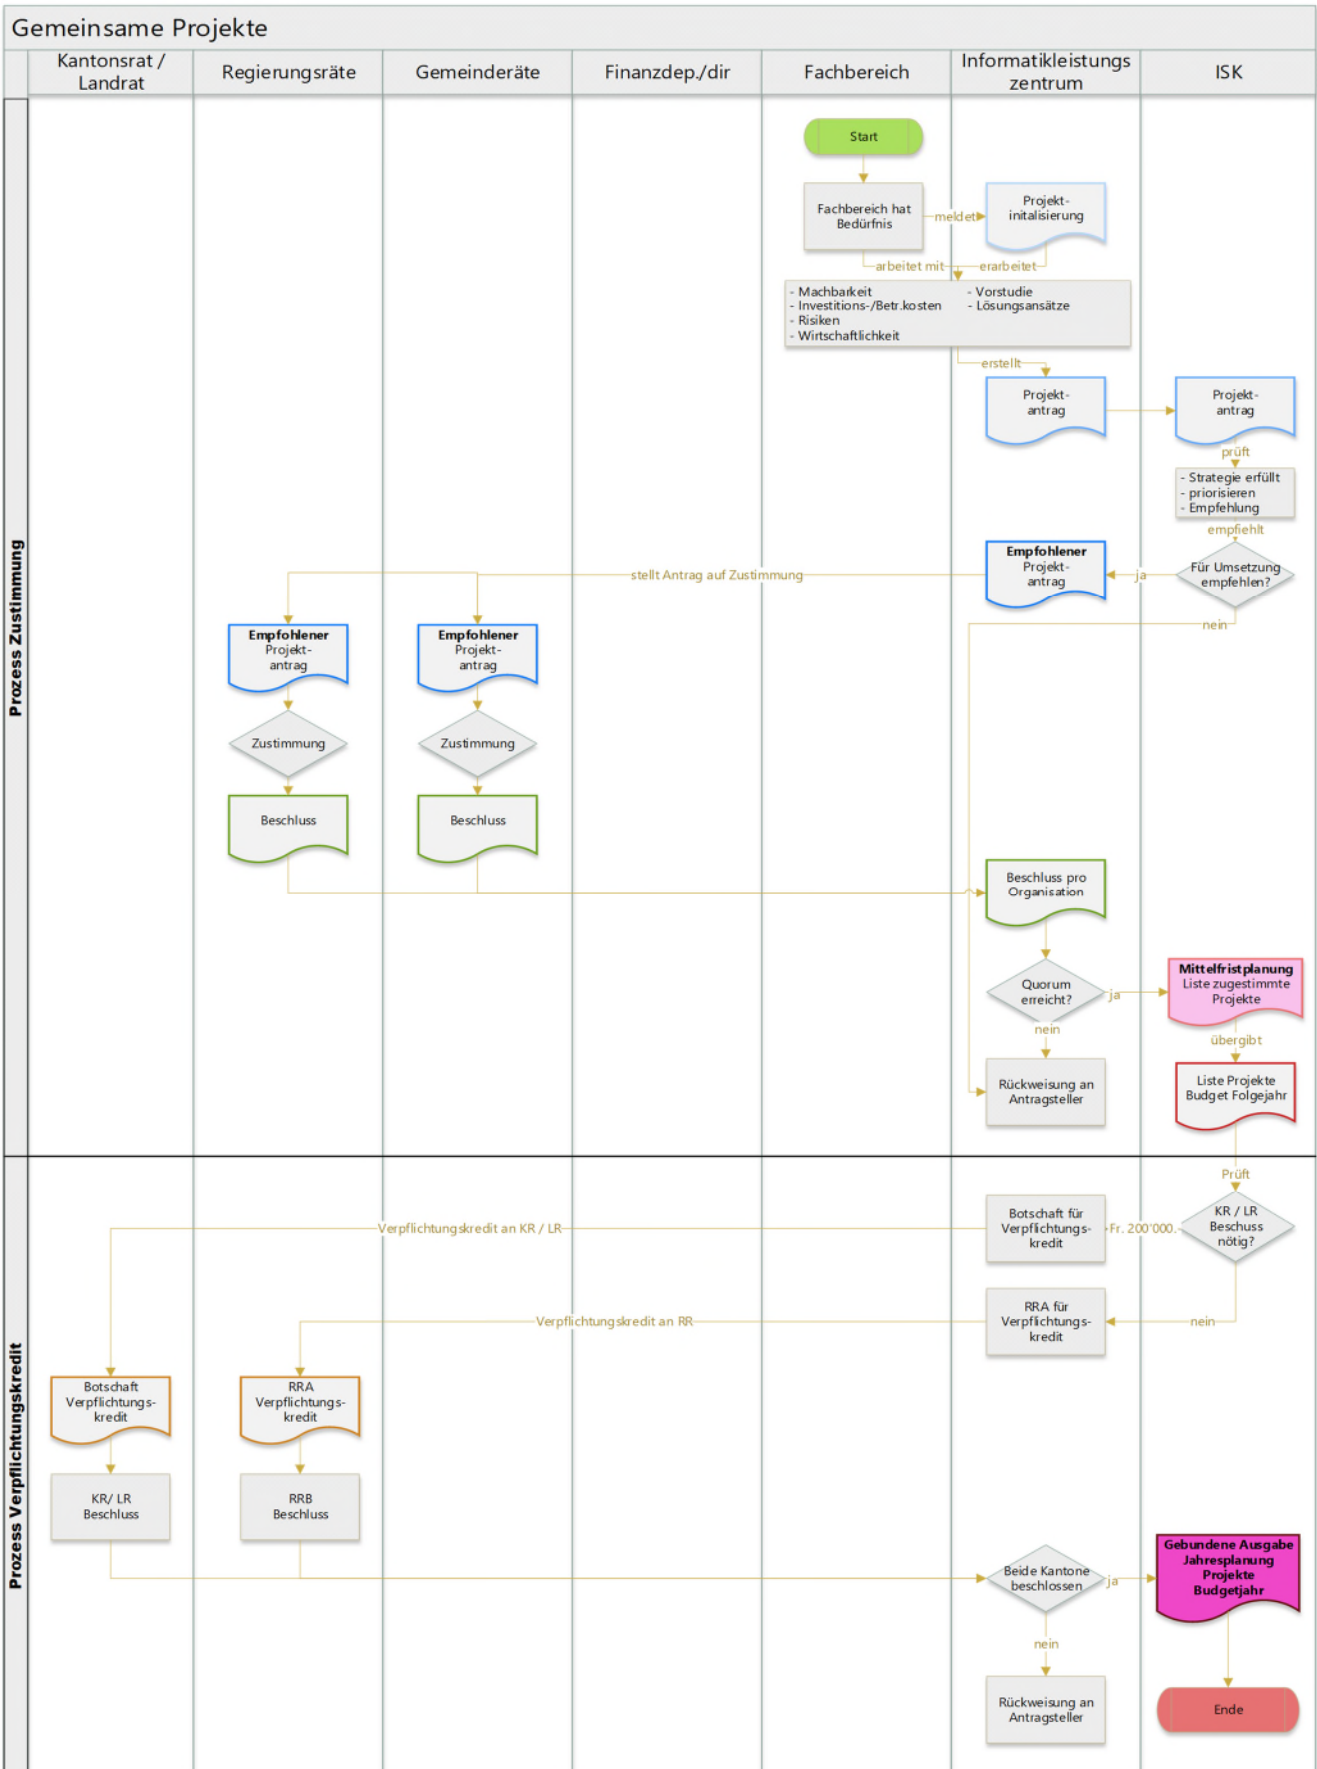 Gemeinsame Projekte
Kantonsrat /
Landrat
Regierungsräte
Gemeinderäte
Finanzdep./dir
Fachbereich
Informatikleistungs
zentrum
ISK
Prozess Zustimmung
Start
Fachbereich hat
Bedürfnis
meldet
Projekt-
initalisierung
arbeitet mit
erarbeitet
- Machbarkeit
- Investitions-/Betr.kosten
- Risiken
- Wirtschaftlichkeit
- Vorstudie
- Lösungsansätze
erstellt
Projekt-
antrag
Projekt-
antrag
prüft
- Strategie erfüllt
- priorisieren
- Empfehlung
empfiehlt
Für Umsetzung
empfehlen?
ja
Empfohlener
Projekt-
antrag
stellt Antrag auf Zustimmung
nein
Empfohlener
Projekt-
antrag
Empfohlener
Projekt-
antrag
Zustimmung
Zustimmung
Beschluss
Beschluss
Beschluss pro
Organisation
Quorum
erreicht?
ja
nein
Mittelfristplanung
Liste zugestimmte
Projekte
übergibt
Rückweisung an
Antragsteller
Liste Projekte
Budget Folgejahr
Prozess Verpflichtungskredit
Prüft
KR / LR
Beschuss
nötig?
Fr. 200'000.
Botschaft für
Verpflichtungs-
kredit
Verpflichtungskredit an KR / LR
nein
RRA für
Verpflichtungs-
kredit
Verpflichtungskredit an RR
Botschaft
Verpflichtungs-
kredit
RRA
Verpflichtungs-
kredit
KR/ LR
Beschluss
RRB
Beschluss
Beide Kantone
beschlossen
ja
nein
Gebundene Ausgabe
Jahresplanung
Projekte
Budgetjahr
Rückweisung an
Antragsteller
Ende